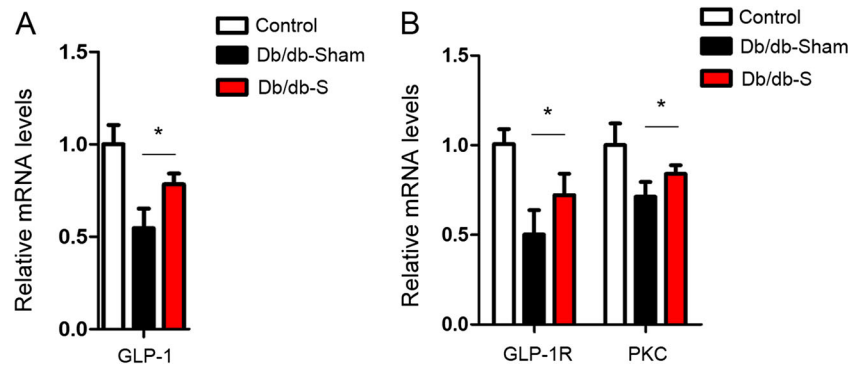 A
Control
Db/db-Sham
Db/db-S
Relative mRNA levels
1.5
1.0
0.5
0.0
*
GLP-1
B
Control
Db/db-Sham
Db/db-S
Relative mRNA levels
1.5
1.0
0.5
0.0
*
*
GLP-1R
PKC